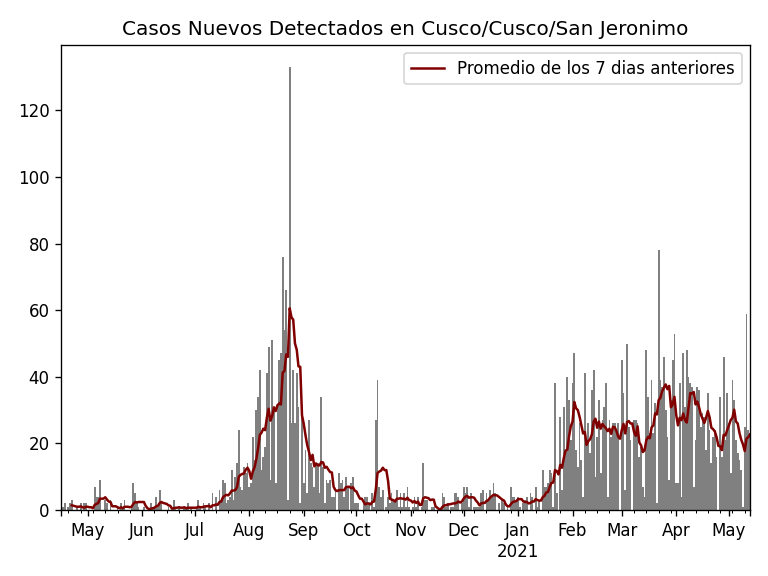 Casos Nuevos Detectados en Cusco/Cusco/San Jeronimo
Promedio de los 7 dias anteriores
120
100
80
60
40
20
0
May Jun Jul Aug Sep Oct Nov Dec Jan Feb Mar Apr May
2021